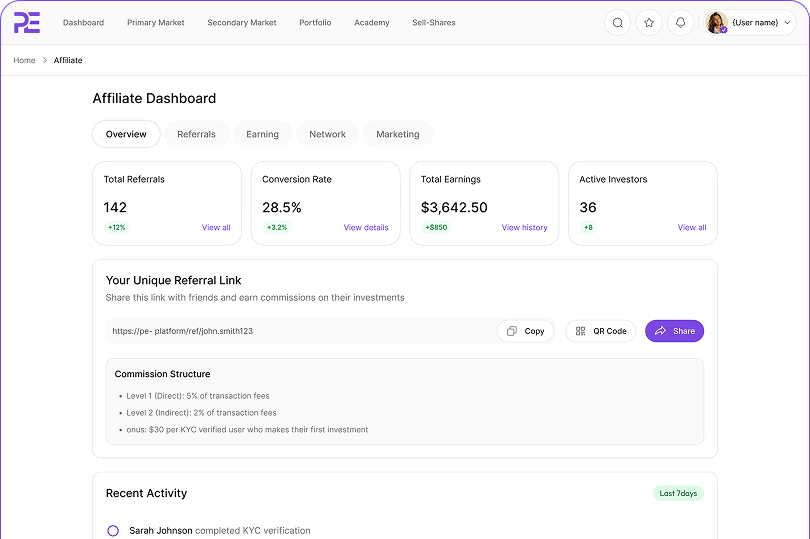 PE
Dashboard Primary Market Secondary Market Portfolio Academy Sell-Shares {User name}
Home > Affiliate
Affiliate Dashboard
Overview Referrals Earning Network Marketing
Total Referrals Conversion Rate Total Earnings Active Investors
142 28.5% $3,642.50 36
+12% View all +3.2% View details +$850 View history +8 View all
Your Unique Referral Link
Share this link with friends and earn commissions on their investments
https://pe- platform/ref/john.smith123 Copy QR Code Share
Commission Structure
• Level 1 (Direct): 5% of transaction fees
• Level 2 (Indirect): 2% of transaction fees
• onus: $30 per KYC verified user who makes their first investment
Recent Activity Last 7days
Sarah Johnson completed KYC verification